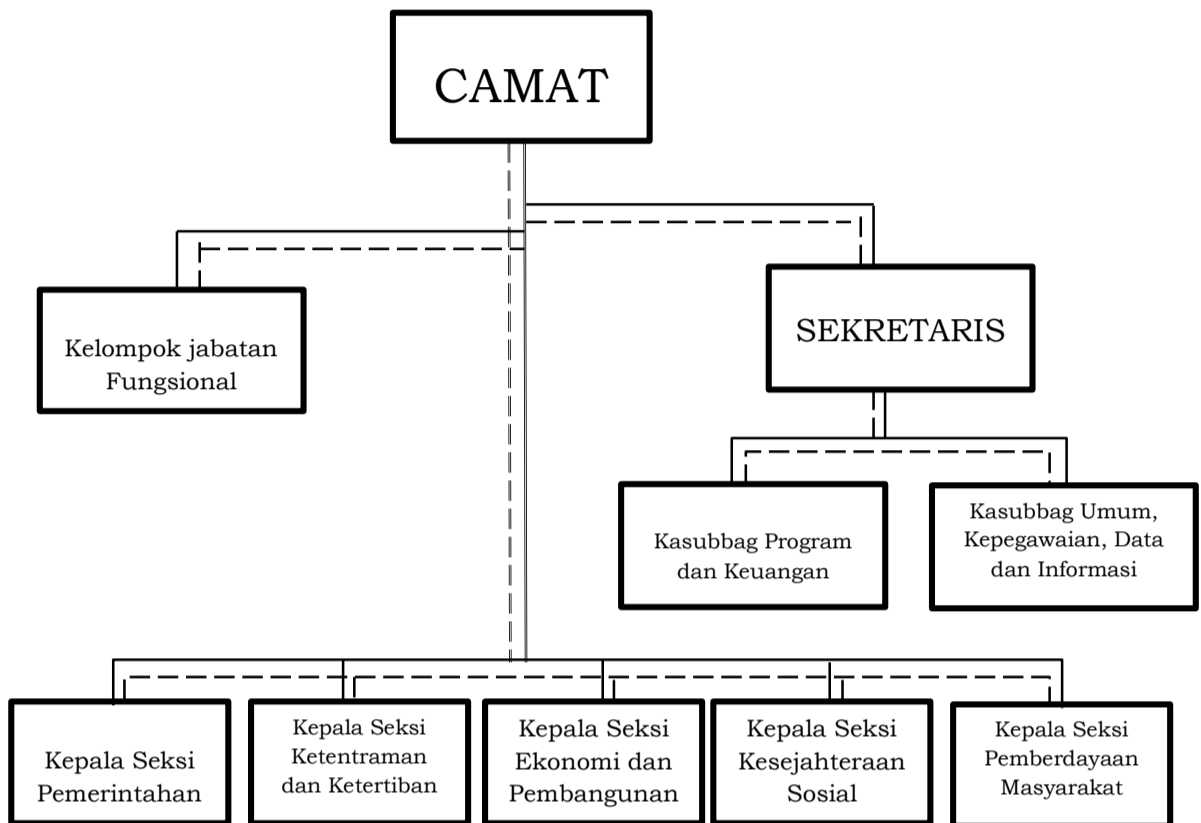 CAMAT
Kelompok jabatan
Fungsional
SEKRETARIS
Kasubbag Program
dan Keuangan
Kasubbag Umum,
Kepegawaian, Data
dan Informasi
Kepala Seksi
Pemerintahan
Kepala Seksi
Ketentraman
dan Ketertiban
Kepala Seksi
Ekonomi dan
Pembangunan
Kepala Seksi
Kesejahteraan
Sosial
Kepala Seksi
Pemberdayaan
Masyarakat